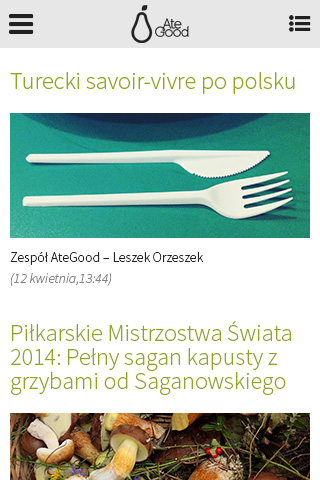 Ate
Good
Turecki savoir-vivre po polsku
Zespół AteGood – Leszek Orzeszek
(12 kwietnia,13:44)
Piłkarskie Mistrzostwa Świata
2014: Pełny sagan kapusty z
grzybami od Saganowskiego